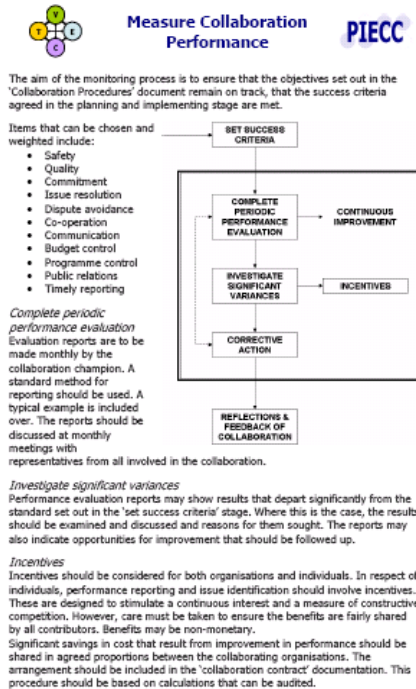 V
T E
C
Measure Collaboration
Performance
PIECC
The aim of the monitoring process is to ensure that the objectives set out in the
'Collaboration Procedures' document remain on track, that the success criteria
agreed in the planning and implementing stage are met.
Items that can be chosen and
weighted include:
• Safety
• Quality
• Commitment
• Issue resolution
• Dispute avoidance
• Co-operation
• Communication
• Budget control
• Programme control
• Public relations
• Timely reporting
SET SUCCESS
CRITERIA
COMPLETE
PERIODIC
PERFORMANCE
EVALUATION
CONTINUOUS
IMPROVEMENT
INVESTIGATE
SIGNIFICANT
VARIANCES
INCENTIVES
CORRECTIVE
ACTION
REFLECTIONS &
FEEDBACK OF
COLLABORATION
Complete periodic
performance evaluation
Evaluation reports are to be
made monthly by the
collaboration champion. A
standard method for
reporting should be used. A
typical example is included
over. The reports should be
discussed at monthly
meetings with
representatives from all involved in the collaboration.
Investigate significant variances
Performance evaluation reports may show results that depart significantly from the
standard set out in the 'set success criteria' stage. Where this is the case, the results
should be examined and discussed and reasons for them sought. The reports may
also indicate opportunities for improvement that should be followed up.
Incentives
Incentives should be considered for both organisations and individuals. In respect of
individuals, performance reporting and issue identification should involve incentives.
These are designed to stimulate a continuous interest and a measure of constructive
competition. However, care must be taken to ensure the benefits are fairly shared
by all contributors. Benefits may be non-monetary.
Significant savings in cost that result from improvement in performance should be
shared in agreed proportions between the collaborating organisations. The
arrangement should be included in the 'collaboration contract' documentation. This
procedure should be based on calculations that can be audited.